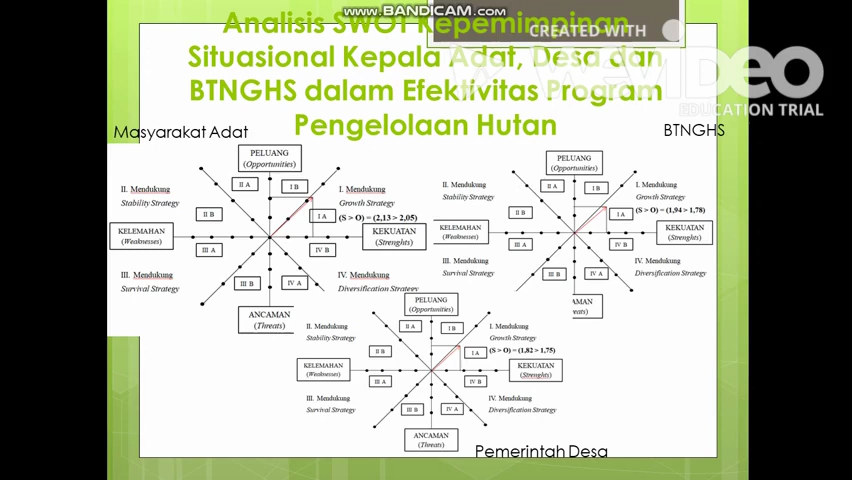 www.BANDICAM.com
CREATED WITH
WeVideo
EDUCATION TRIAL
Analisis SWOT Kepemimpinan
Situasional Kepala Adat, Desa dan
BTNGHS dalam Efektivitas Program
Pengelolaan Hutan
Masyarakat Adat
PELUANG
(Opportunities)
II. Mendukung
Stability Strategy
II A
I B
I. Mendukung
Growth Strategy
II B
I A
(S > O) = (2,13 > 2,05)
KELEMAHAN
(Weaknesses)
KEKUATAN
(Strenghts)
III A
IV B
III. Mendukung
Survival Strategy
III B
IV A
IV. Mendukung
Diversification Strategy
ANCAMAN
(Threats)
BTNGHS
PELUANG
(Opportunities)
II. Mendukung
Stability Strategy
II A
I B
I. Mendukung
Growth Strategy
II B
I A
(S > O) = (1,94 > 1,78)
KELEMAHAN
(Weaknesses)
KEKUATAN
(Strenghts)
III A
IV B
III. Mendukung
Survival Strategy
III B
IV A
IV. Mendukung
Diversification Strategy
AMAN
eats)
PELUANG
(Opportunities)
II. Mendukung
Stability Strategy
II A
I B
I. Mendukung
Growth Strategy
II B
I A
(S > O) = (1,82 > 1,75)
KELEMAHAN
(Weaknesses)
KEKUATAN
(Strenghts)
III A
IV B
III. Mendukung
Survival Strategy
III B
IV A
IV. Mendukung
Diversification Strategy
ANCAMAN
(Threats)
Pemerintah Desa